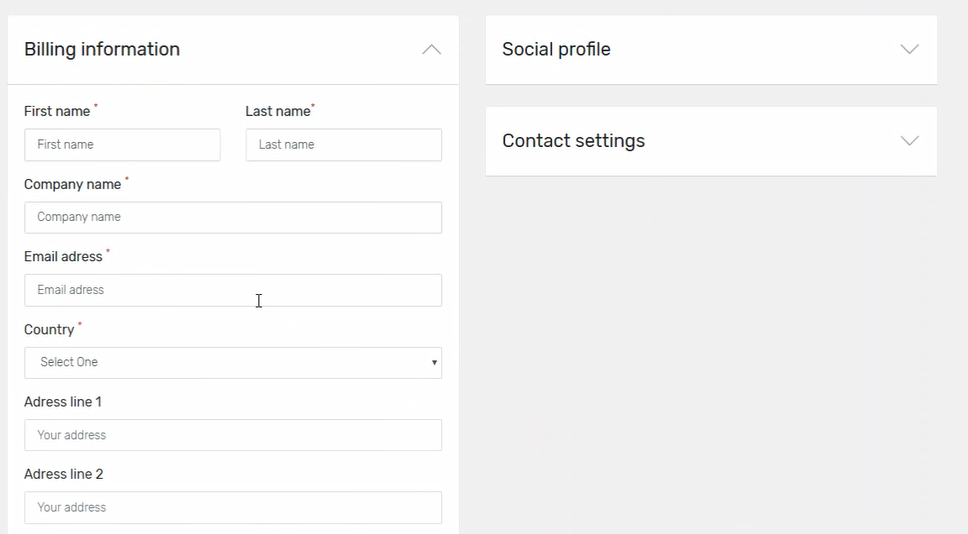 Billing information
First name *
Last name*
First name
Last name
Company name *
Company name
Email adress *
Email adress
Country *
Select One
Adress line 1
Your address
Adress line 2
Your address
Social profile
Contact settings